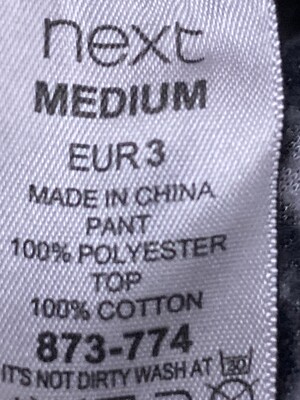 next
MEDIUM
EUR 3
MADE IN CHINA
PANT
100% POLYESTER
TOP
100% COTTON
873-774
IT'S NOT DIRTY WASH AT 30